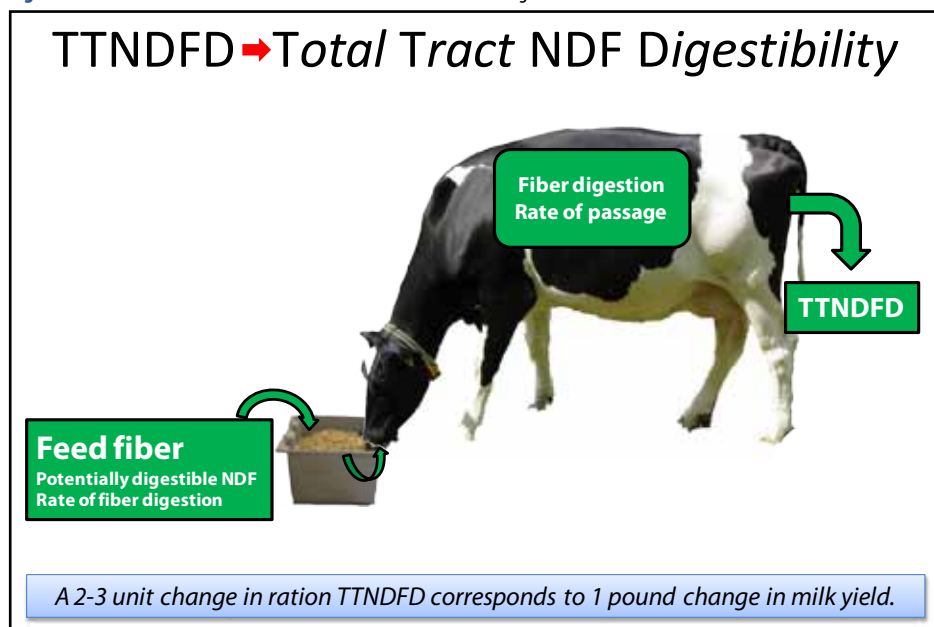 TTNDFD➡Total Tract NDF Digestibility
Fiber digestion
Rate of passage
TTNDFD
Feed fiber
Potentially digestible NDF
Rate of fiber digestion
A 2-3 unit change in ration TTNDFD corresponds to 1 pound change in milk yield.